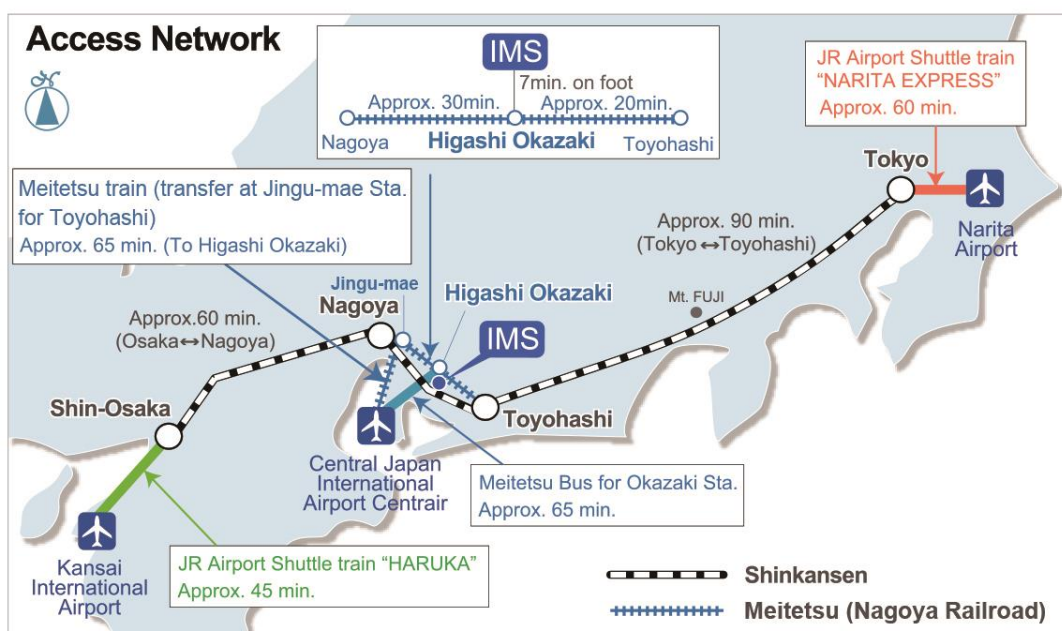 Access Network
IMS
7min. on foot
Approx. 30min.
Approx. 20min.
Nagoya
Higashi Okazaki
Toyohashi
JR Airport Shuttle train
“NARITA EXPRESS”
Approx. 60 min.
Tokyo
Narita
Airport
Meitetsu train (transfer at Jingu-mae Sta.
for Toyohashi)
Approx. 65 min. (To Higashi Okazaki)
Approx. 90 min.
(Tokyo↔Toyohashi)
Mt. FUJI
Jingu-mae
Nagoya
Higashi Okazaki
IMS
Approx.60 min.
(Osaka↔Nagoya)
Shin-Osaka
Toyohashi
Central Japan
International
Airport Centrair
Meitetsu Bus for Okazaki Sta.
Approx. 65 min.
Kansai
International
Airport
JR Airport Shuttle train “HARUKA”
Approx. 45 min.
Shinkansen
Meitetsu (Nagoya Railroad)